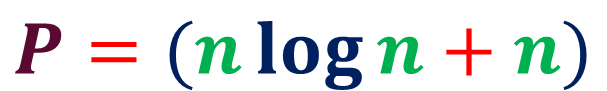 P = (n log n + n)